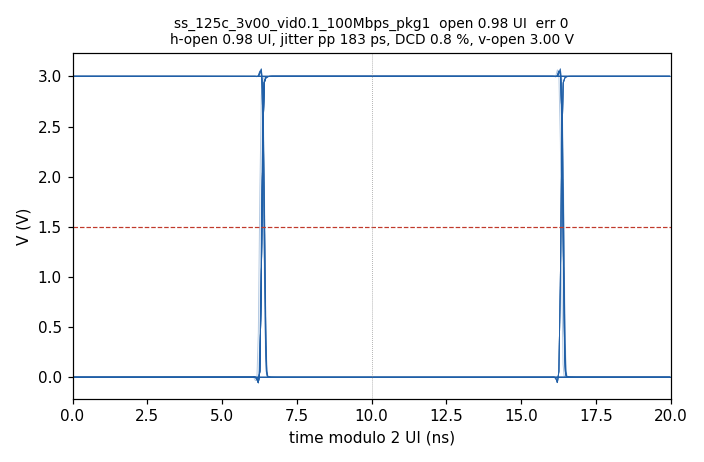 ss_125c_3v00_vid0.1_100Mbps_pkg1  open 0.98 UI  err 0
h-open 0.98 UI, jitter pp 183 ps, DCD 0.8 %, v-open 3.00 V
V (V)
3.0
2.5
2.0
1.5
1.0
0.5
0.0
0.0 2.5 5.0 7.5 10.0 12.5 15.0 17.5 20.0
time modulo 2 UI (ns)